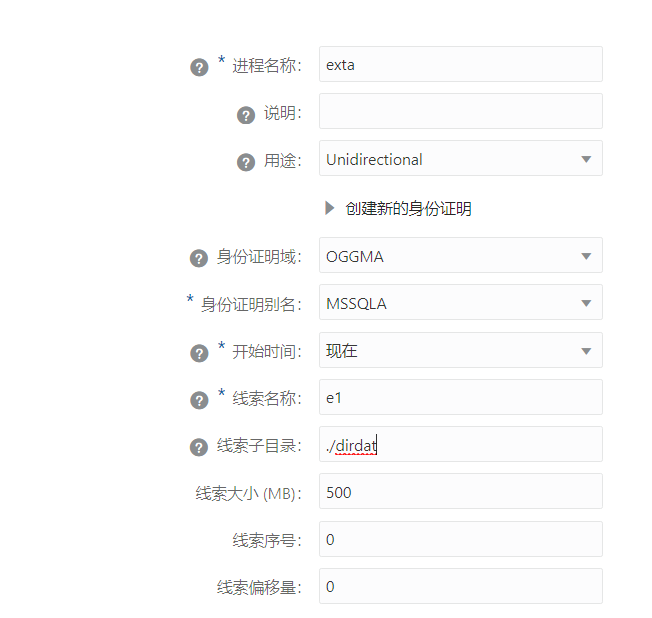 ? * 进程名称: exta
? 说明:
? 用途: Unidirectional
创建新的身份证明
? 身份证明域: OGGMA
* 身份证明别名: MSSQLA
? * 开始时间: 现在
? * 线索名称: e1
? 线索子目录: ./dirdat
线索大小 (MB): 500
线索序号: 0
线索偏移量: 0